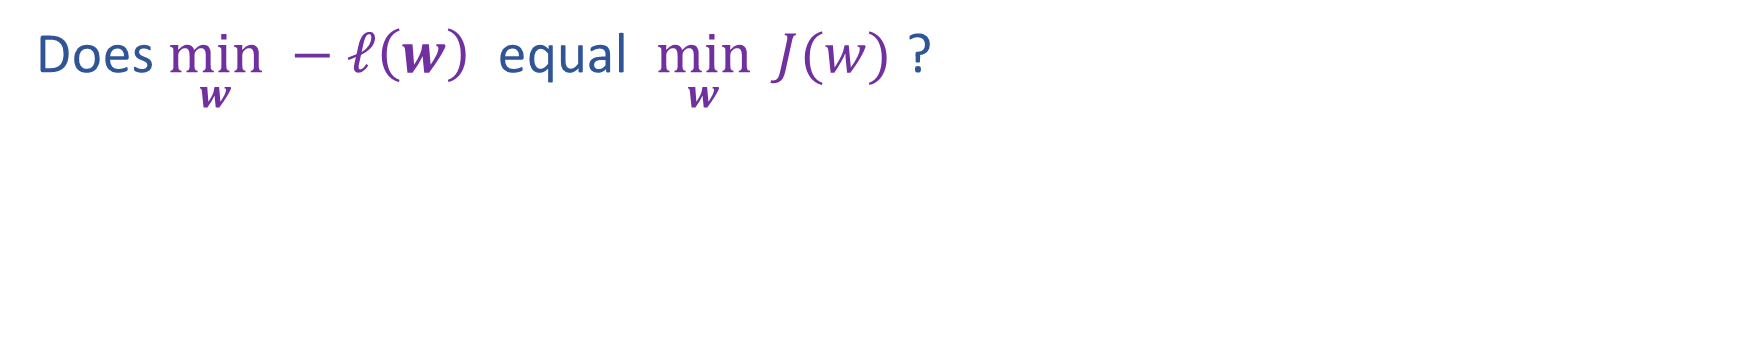 Does min − ℓ(w) equal min J(w) ?
w w